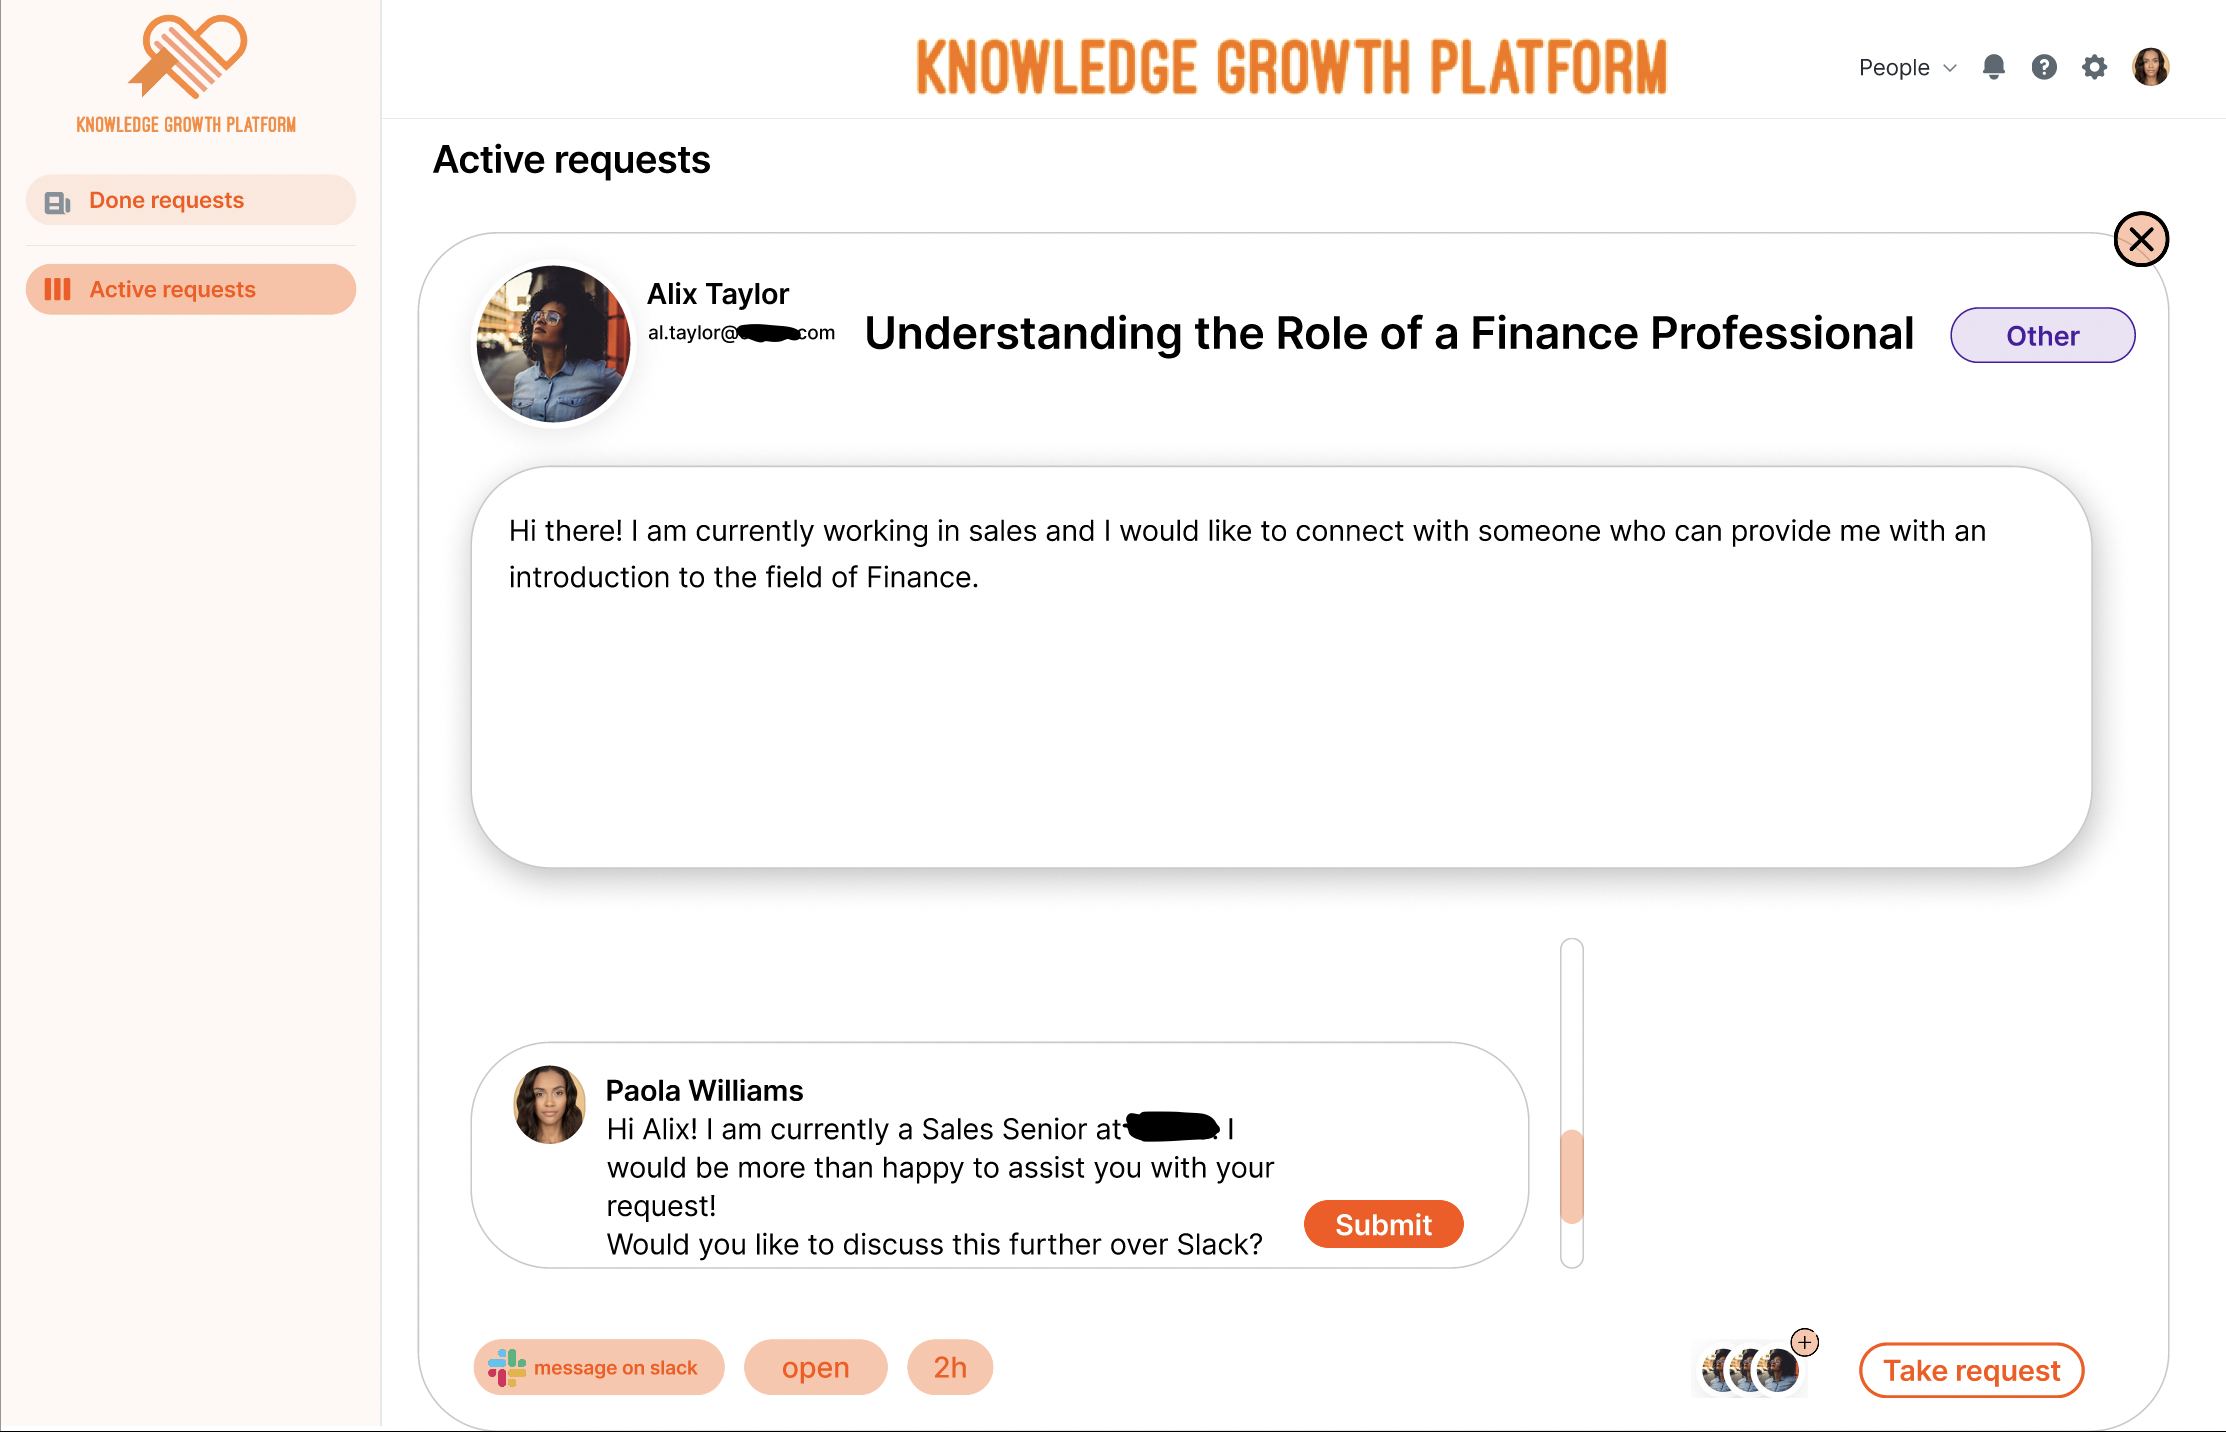 KNOWLEDGE GROWTH PLATFORM
KNOWLEDGE GROWTH PLATFORM
People
Done requests
Active requests
Active requests
Alix Taylor
al.taylor@ com
Understanding the Role of a Finance Professional
Other
Hi there! I am currently working in sales and I would like to connect with someone who can provide me with an
introduction to the field of Finance.
Paola Williams
Hi Alix! I am currently a Sales Senior at . I
would be more than happy to assist you with your
request!
Would you like to discuss this further over Slack?
Submit
message on slack
open
2h
Take request